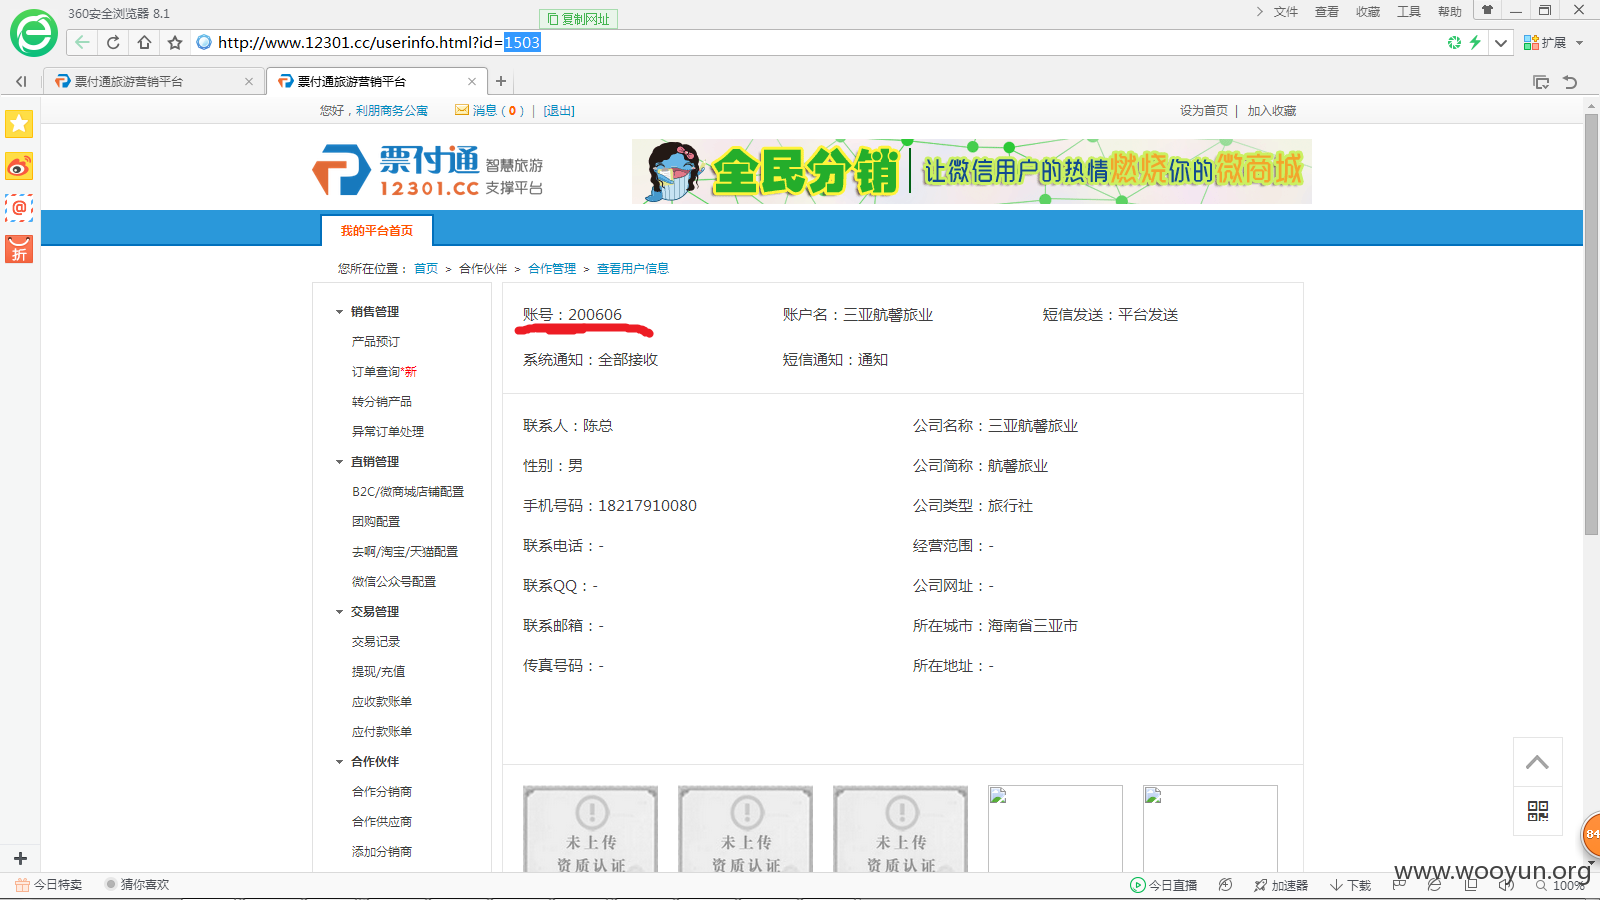 360安全浏览器 8.1
复制网址
文件 查看 收藏 工具 帮助
http://www.12301.cc/userinfo.html?id=1503
扩展
票付通旅游营销平台
票付通旅游营销平台
您好，利朋商务公寓 消息 ( 0 ) | [退出]
设为首页 | 加入收藏
票付通 智慧旅游
12301.CC 支撑平台
全民分销 让微信用户的热情燃烧你的微商城
@
折
我的平台首页
您所在位置： 首页 > 合作伙伴 > 合作管理 > 查看用户信息
销售管理
产品预订
订单查询*新
转分销产品
异常订单处理
直销管理
B2C/微商城店铺配置
团购配置
去啊/淘宝/天猫配置
微信公众号配置
交易管理
交易记录
提现/充值
应收款账单
应付款账单
合作伙伴
合作分销商
合作供应商
添加分销商
账号：200606 账户名：三亚航馨旅业 短信发送：平台发送
系统通知：全部接收 短信通知：通知
联系人：陈总 公司名称：三亚航馨旅业
性别：男 公司简称：航馨旅业
手机号码：18217910080 公司类型：旅行社
联系电话：- 经营范围：-
联系QQ：- 公司网址：-
联系邮箱：- 所在城市：海南省三亚市
传真号码：- 所在地址：-
未上传 未上传 未上传
资质认证 资质认证 资质认证
84
www.wooyun.org
今日特卖 猜你喜欢
今日直播 加速器 下载 100%